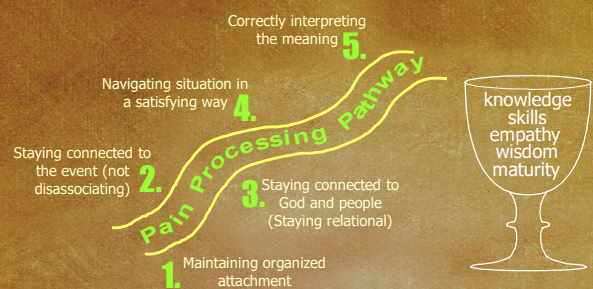 Correctly interpreting
the meaning 5.
Navigating situation in
a satisfying way 4.
Pain Processing Pathway
Staying connected to
the event (not
disassociating) 2.
3. Staying connected to
God and people
(Staying relational)
1. Maintaining organized
attachment
knowledge
skills
empathy
wisdom
maturity